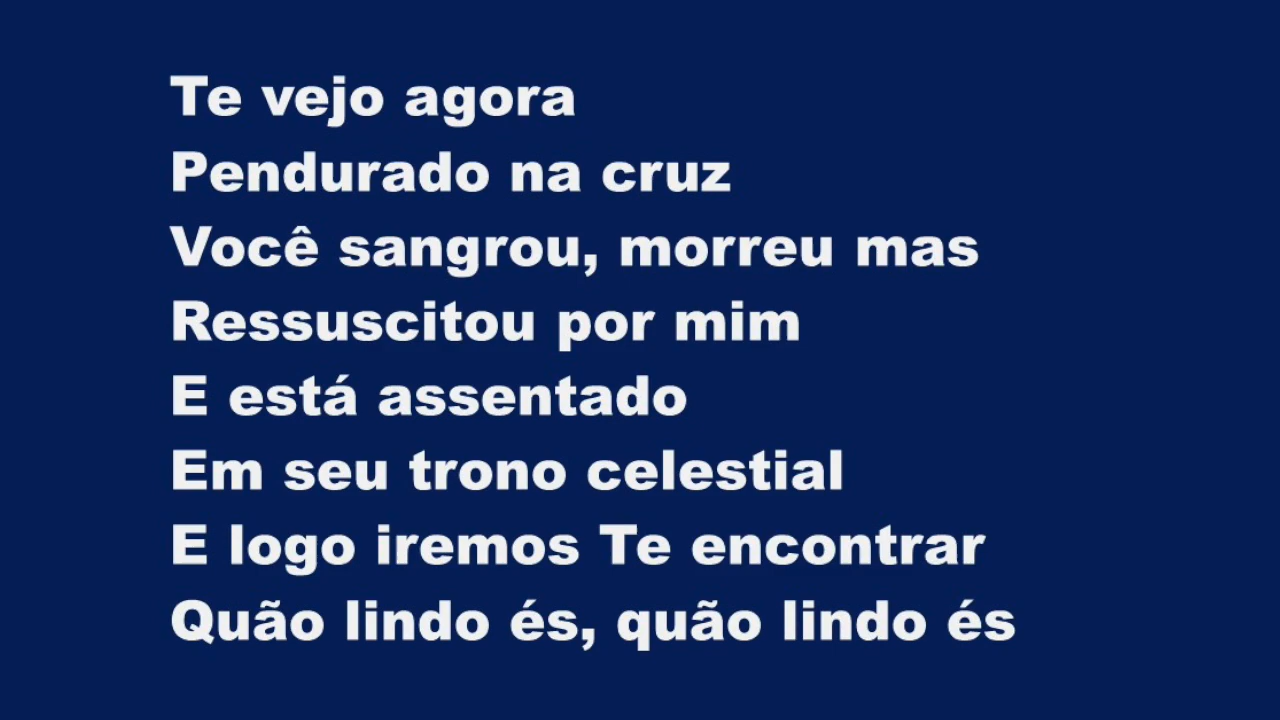 Te vejo agora
Pendurado na cruz
Você sangrou, morreu mas
Ressuscitou por mim
E está assentado
Em seu trono celestial
E logo iremos Te encontrar
Quão lindo és, quão lindo és